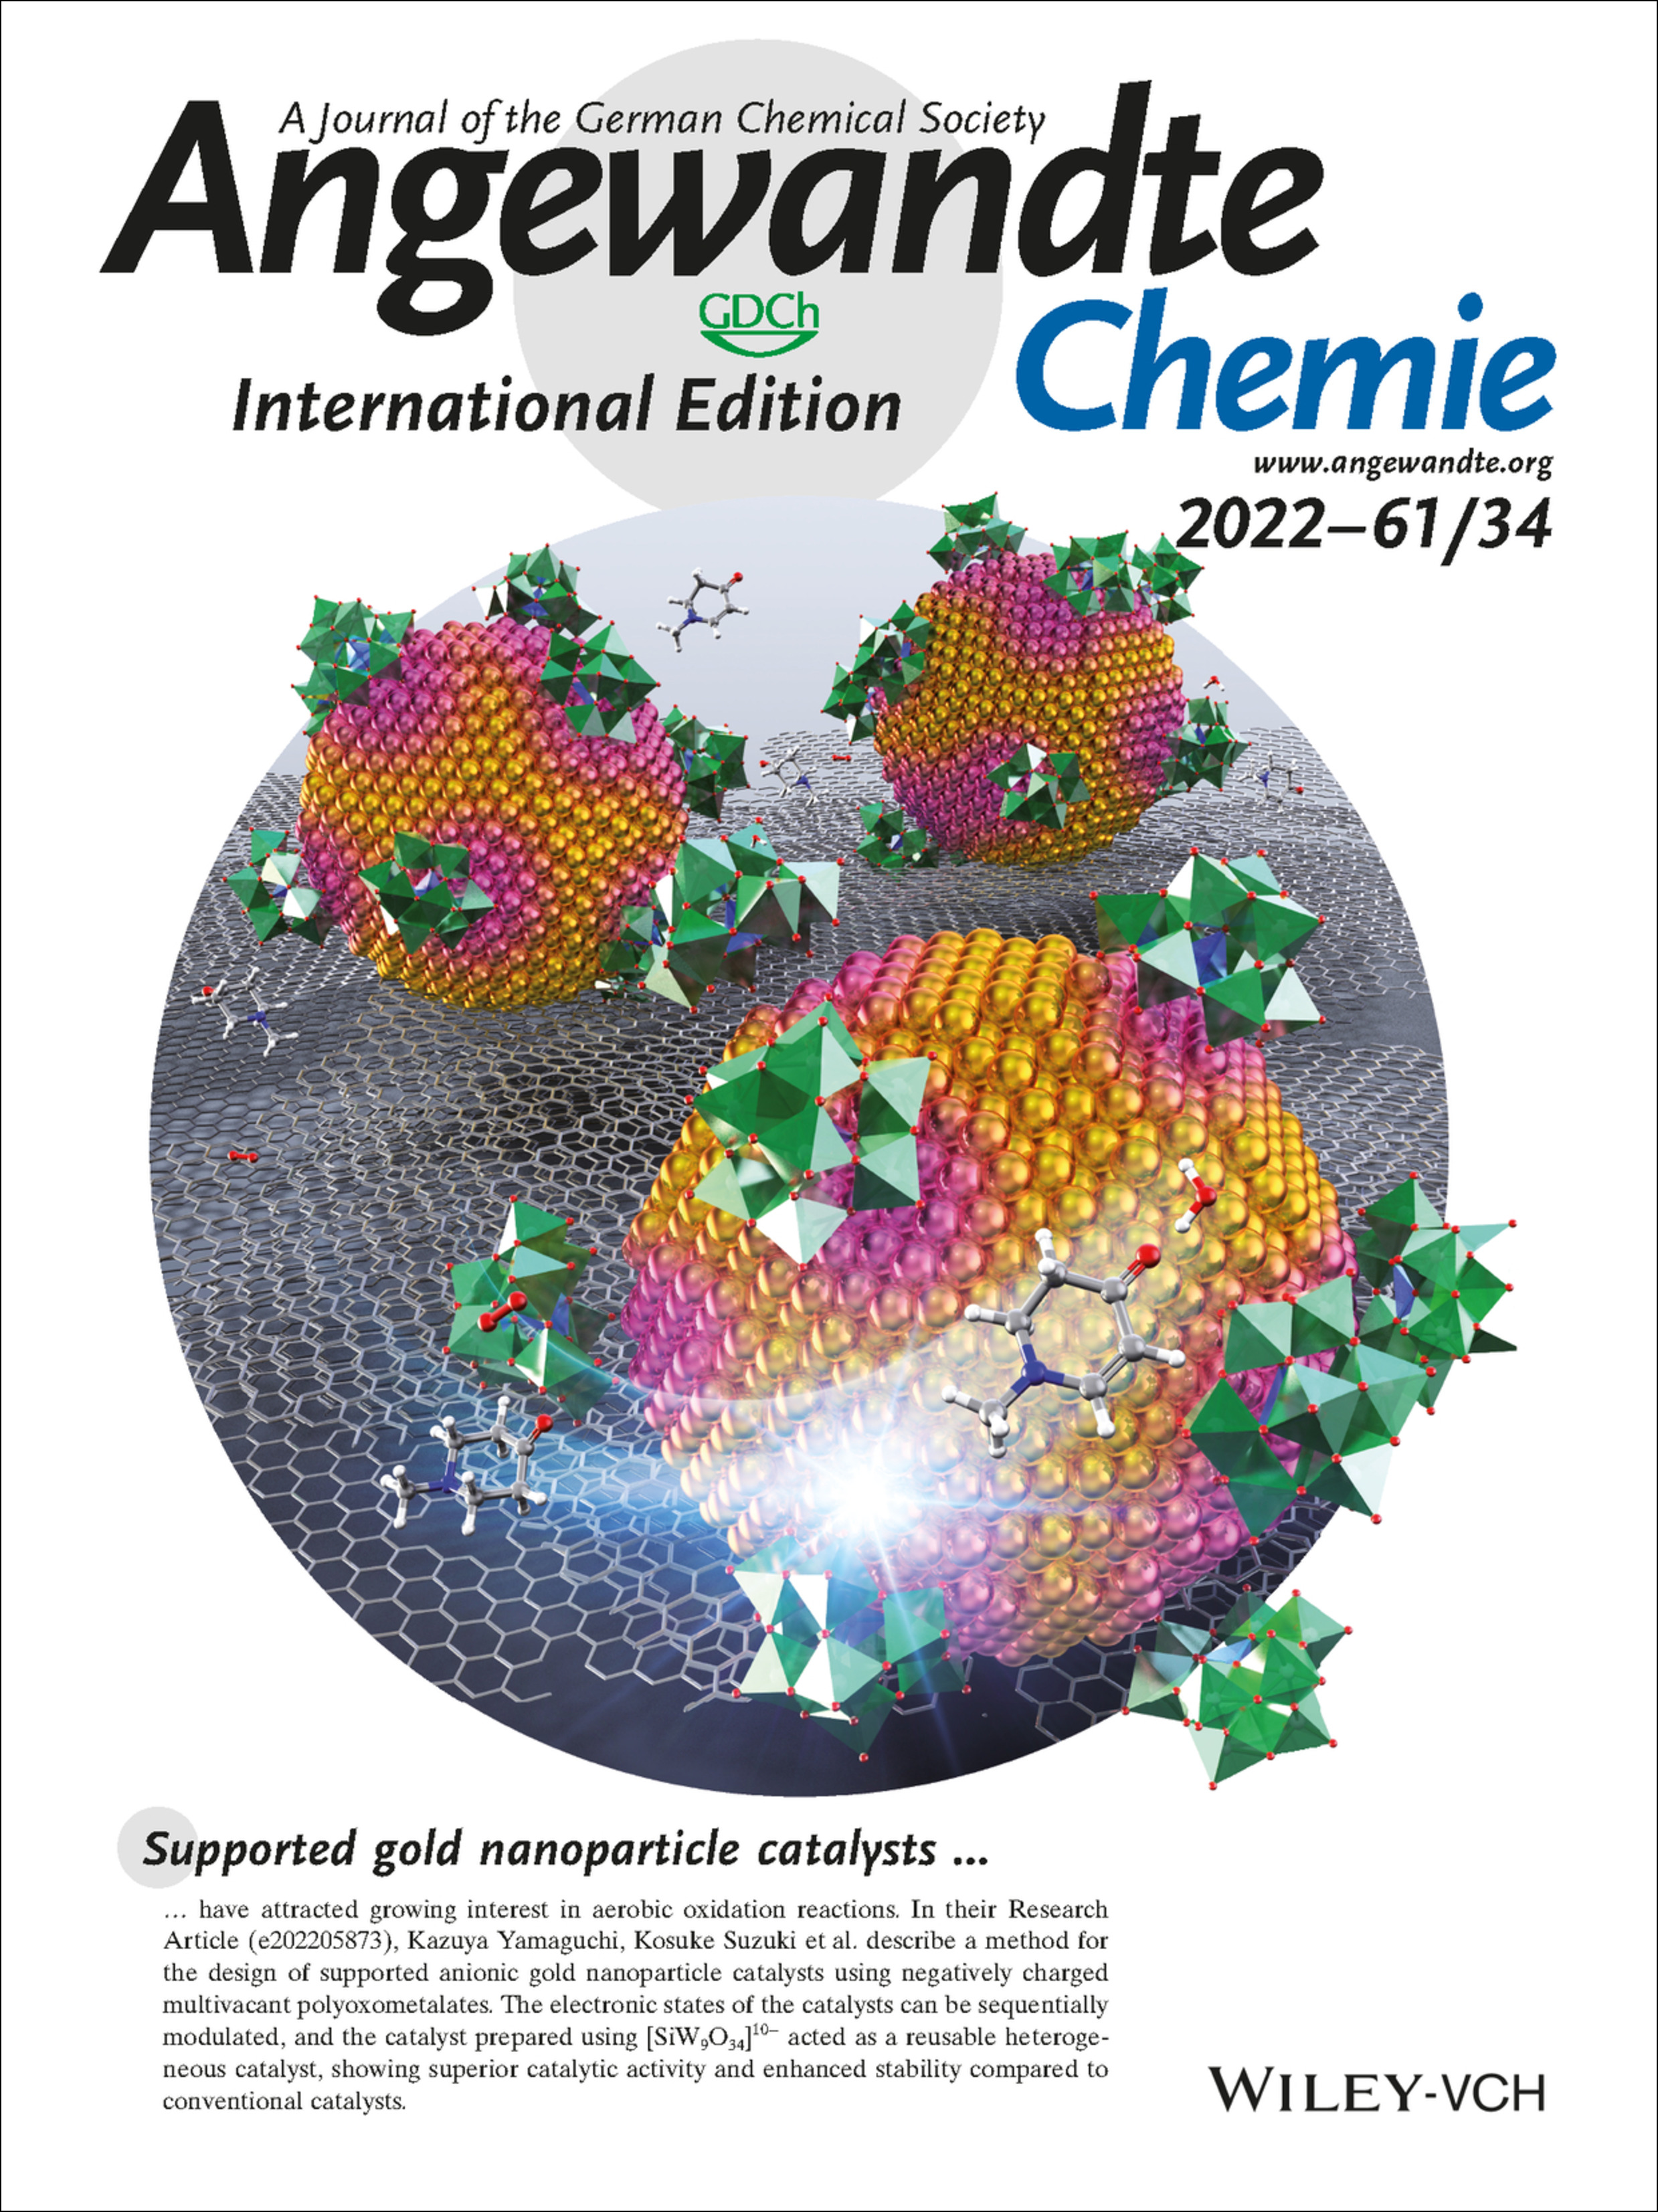 A Journal of the German Chemical Society
Angewandte
GDCh
Chemie
International Edition
www.angewandte.org
2022–61/34
Supported gold nanoparticle catalysts ...
... have attracted growing interest in aerobic oxidation reactions. In their Research
Article (e202205873), Kazuya Yamaguchi, Kosuke Suzuki et al. describe a method for
the design of supported anionic gold nanoparticle catalysts using negatively charged
multivacant polyoxometalates. The electronic states of the catalysts can be sequentially
modulated, and the catalyst prepared using [SiW₉O₃₄]¹⁰⁻ acted as a reusable heteroge-
neous catalyst, showing superior catalytic activity and enhanced stability compared to
conventional catalysts.
WILEY-VCH